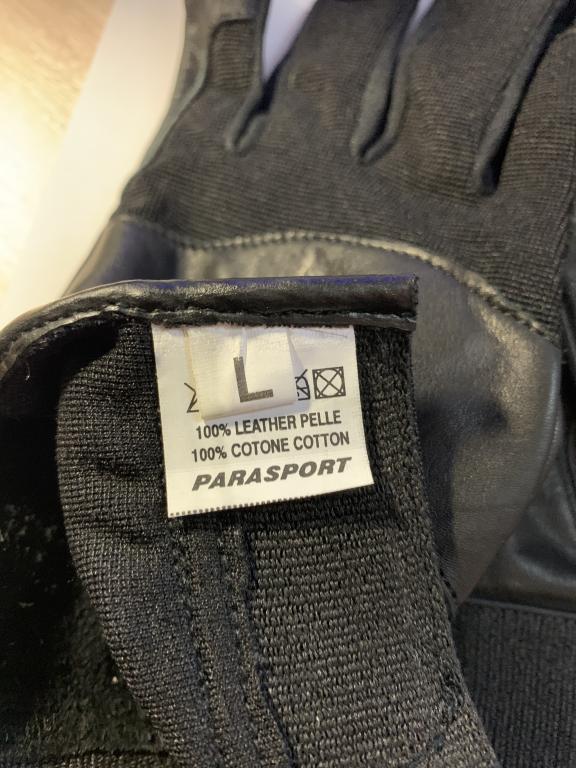 L
100% LEATHER PELLE
100% COTONE COTTON
PARASPORT